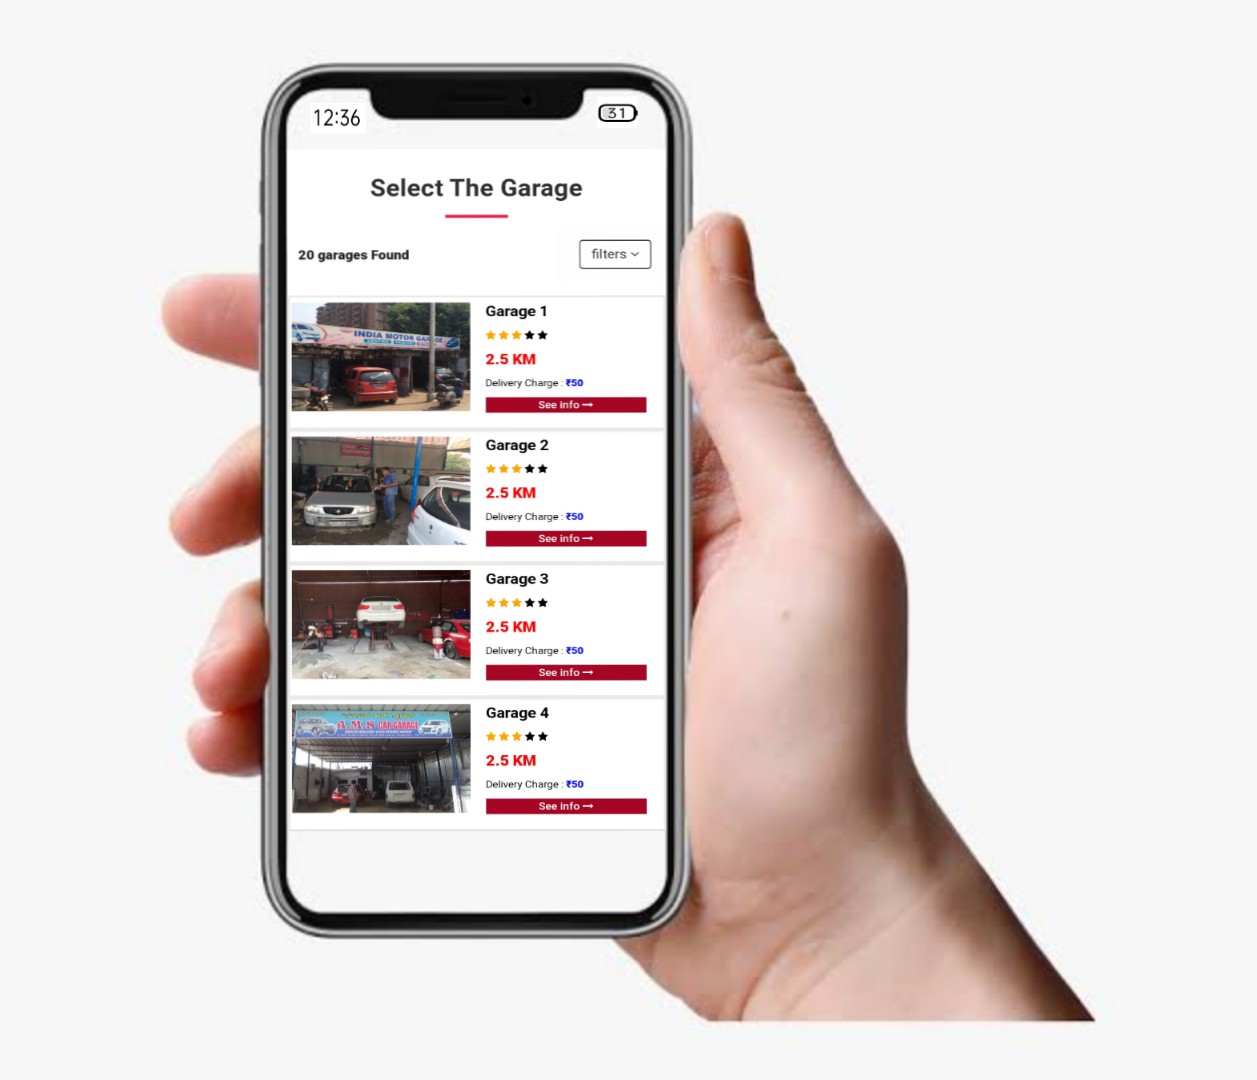 12:36
31
Select The Garage
20 garages Found
filters
INDIA MOTOR GARAGE
Garage 1
2.5 KM
Delivery Charge : ₹50
See info
Garage 2
2.5 KM
Delivery Charge : ₹50
See info
Garage 3
2.5 KM
Delivery Charge : ₹50
See info
A.M.S CAR GARAGE
Garage 4
2.5 KM
Delivery Charge : ₹50
See info